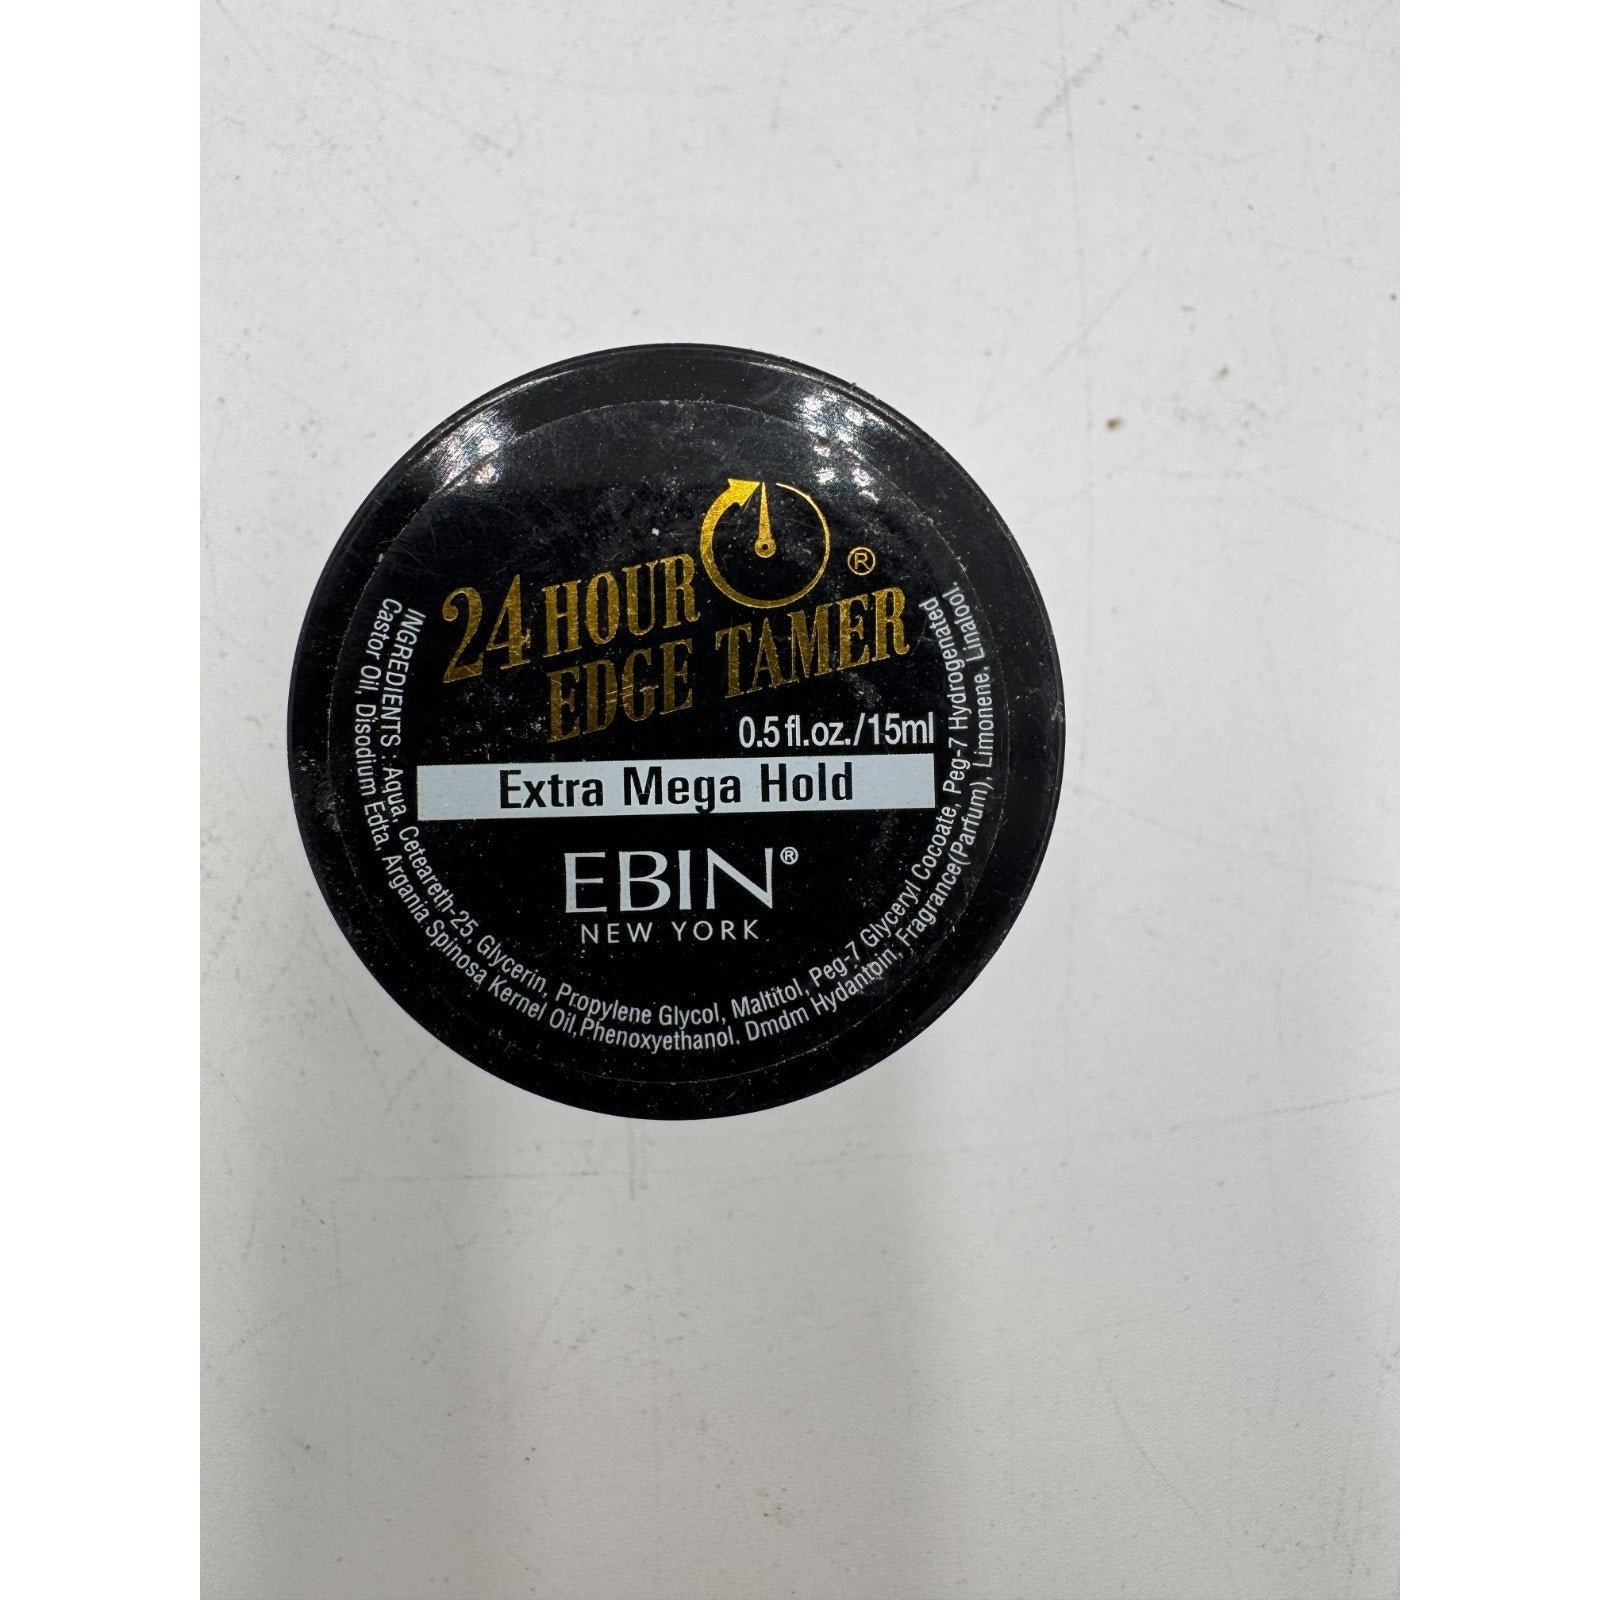 24 HOUR ®
EDGE TAMER
0.5 fl.oz./15ml
Extra Mega Hold
EBIN®
NEW YORK
INGREDIENTS : Aqua, Ceteareth-25, Glycerin, Propylene Glycol, Maltitol, Peg-7 Glyceryl Cocoate, Peg-7 Hydrogenated
Castor Oil, Disodium Edta, Argania Spinosa Kernel Oil, Phenoxyethanol, Dmdm Hydantoin, Fragrance(Parfum), Limonene, Linalool.